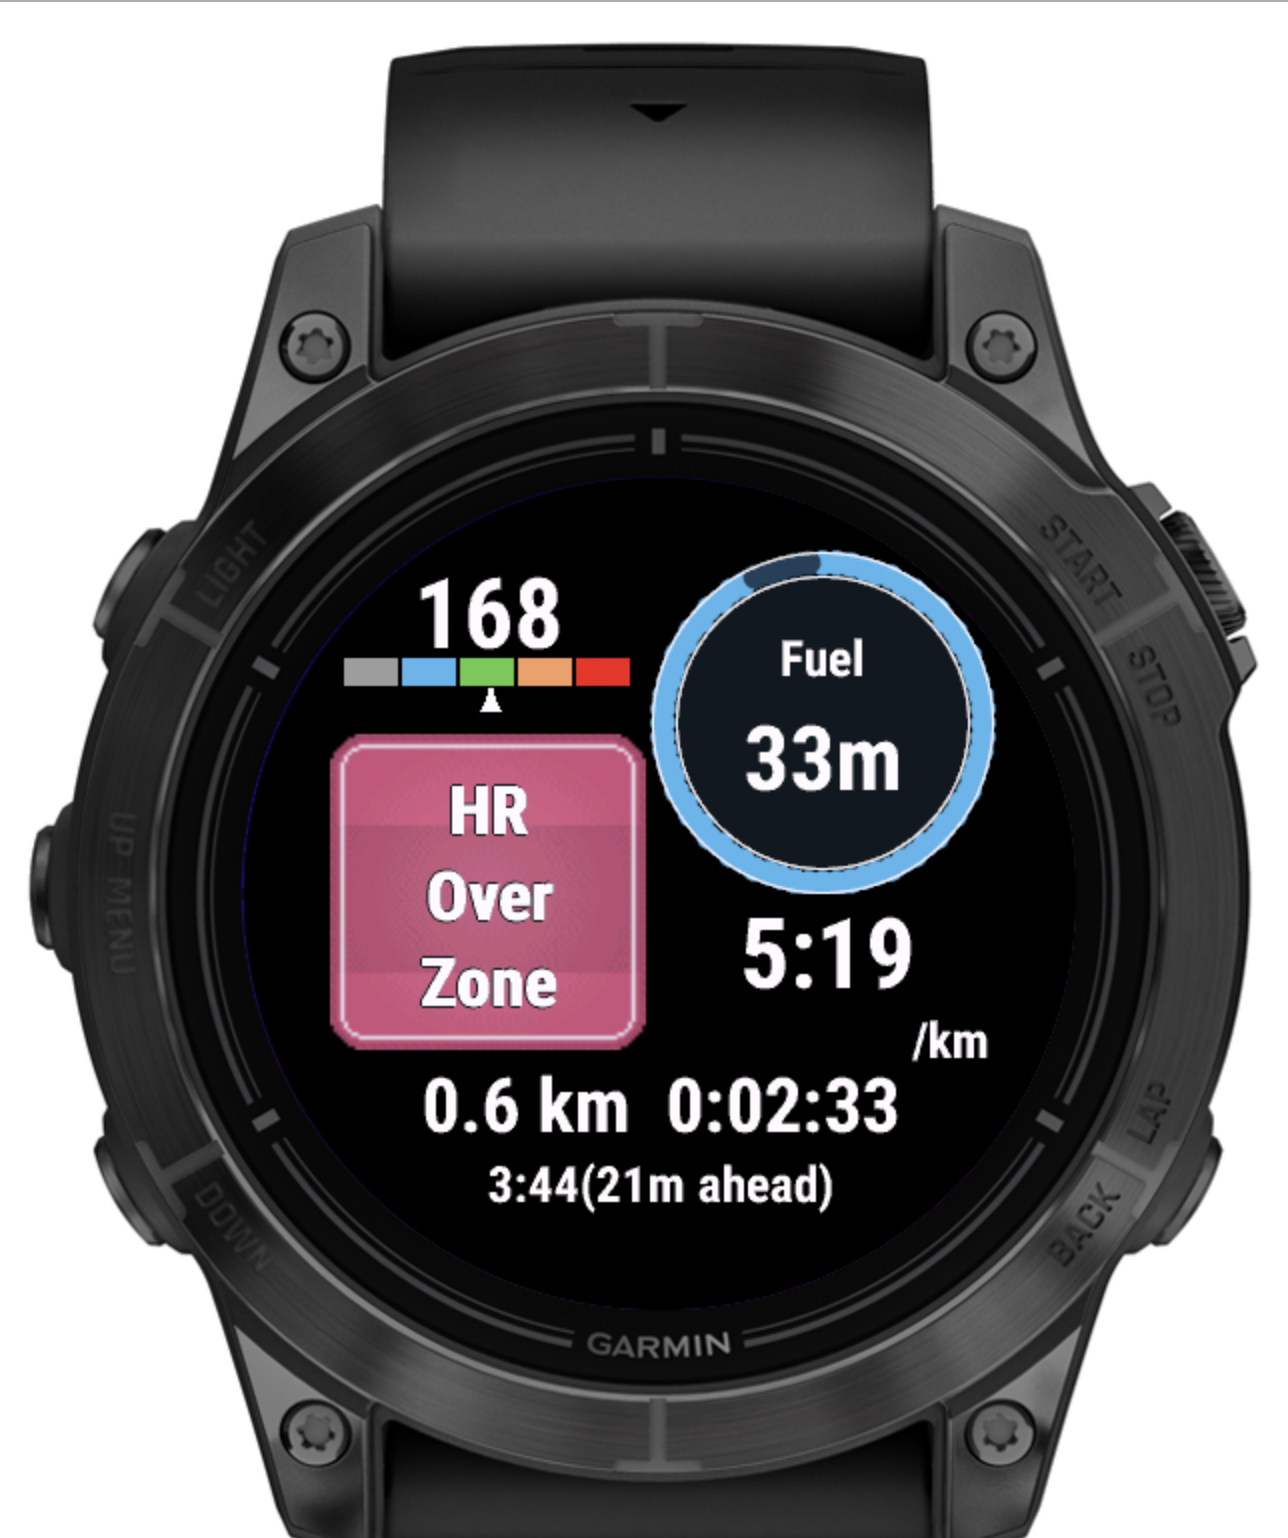 LIGHT
START
STOP
UP MENU
168
Fuel
33m
HR
Over
Zone
5:19
/km
0.6 km 0:02:33
3:44(21m ahead)
LAP
DOWN
BACK
GARMIN